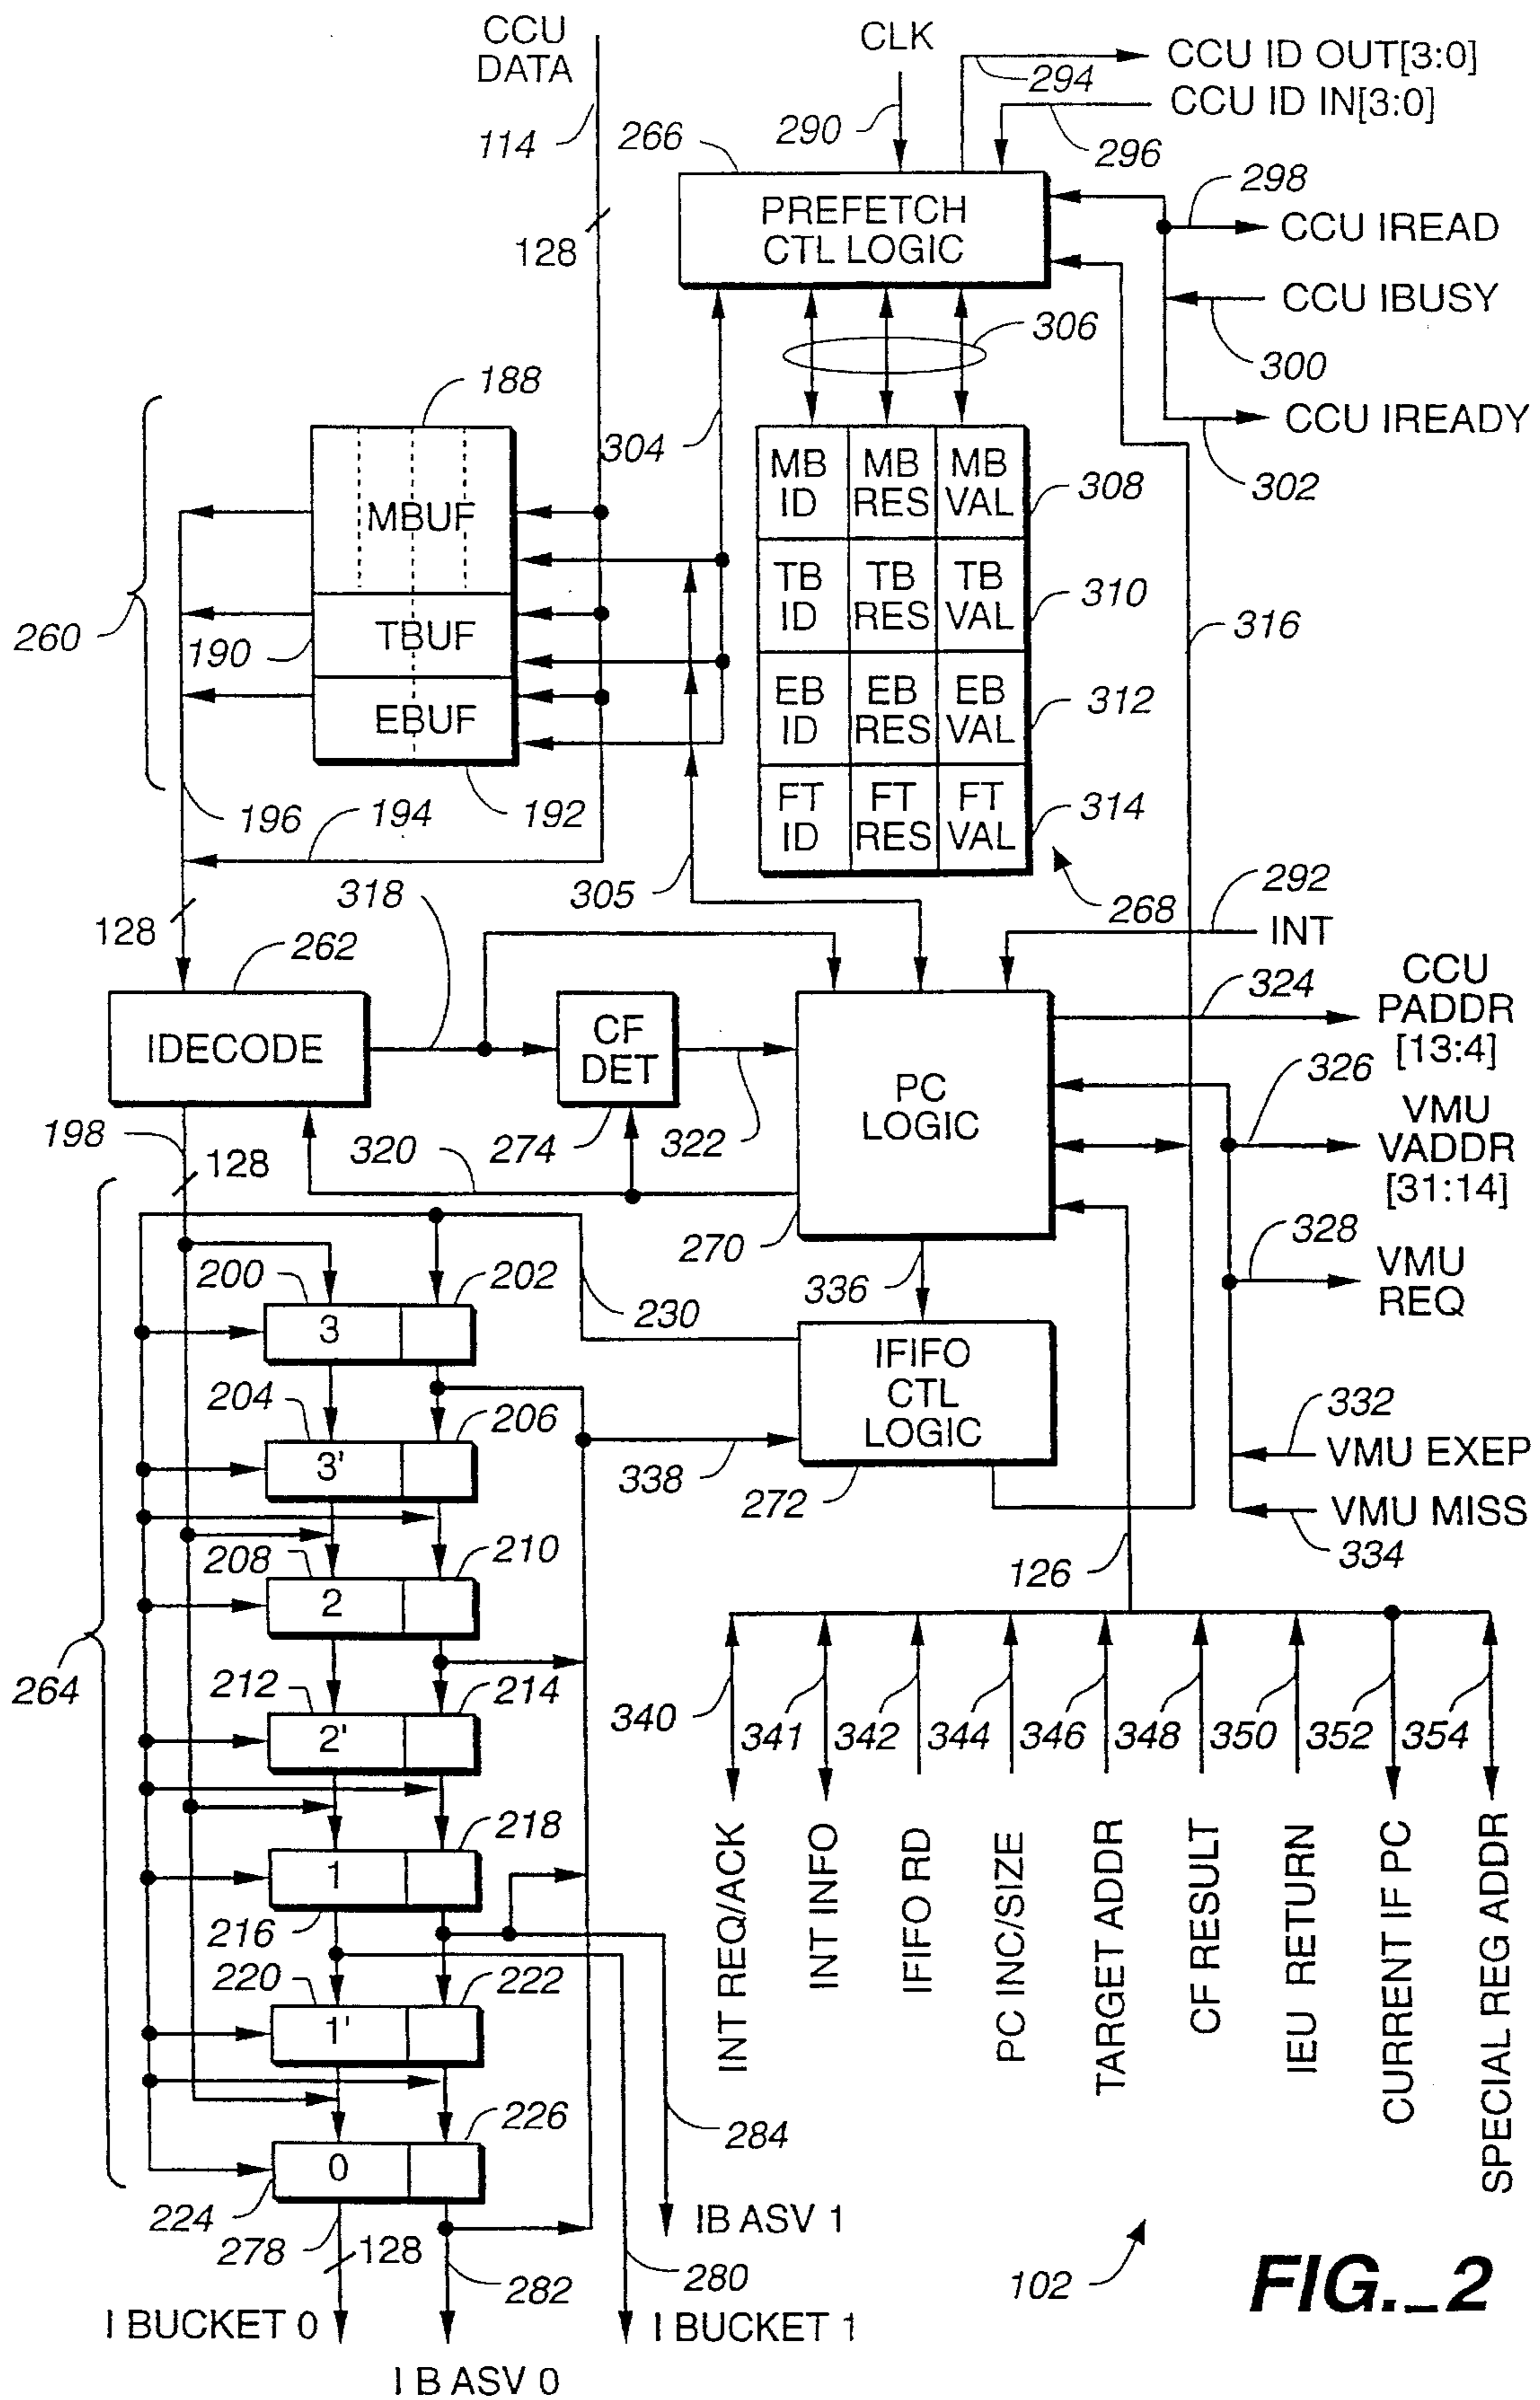 CCU
DATA
CLK
CCU ID OUT[3:0]
294
CCU ID IN[3:0]
114
290
266
296
298
PREFETCH
CTL LOGIC
CCU IREAD
128
CCU IBUSY
306
300
188
CCU IREADY
304
302
MB ID
MB RES
MB VAL
308
MBUF
TB ID
TB RES
TB VAL
310
316
260
190
TBUF
EB ID
EB RES
EB VAL
312
EBUF
FT ID
FT RES
FT VAL
314
196
194
192
318
305
268
292
128
INT
262
CCU
PADDR
[13:4]
324
IDECODE
CF
DET
PC
LOGIC
326
VMU
VADDR
[31:14]
198
128
320
274
322
270
328
VMU
REQ
200
202
336
230
3
IFIFO
CTL
LOGIC
204
206
332
3'
VMU EXEP
338
272
VMU MISS
334
208
210
126
2
264
212
214
340
341
342
344
346
348
350
352
354
2'
218
1
216
INT REQ/ACK
INT INFO
IFIFO RD
PC INC/SIZE
TARGET ADDR
CF RESULT
IEU RETURN
CURRENT IF PC
SPECIAL REG ADDR
220
222
1'
226
284
0
224
IB ASV 1
278
128
282
280
102
I BUCKET 0
I BUCKET 1
I B ASV 0
FIG._2